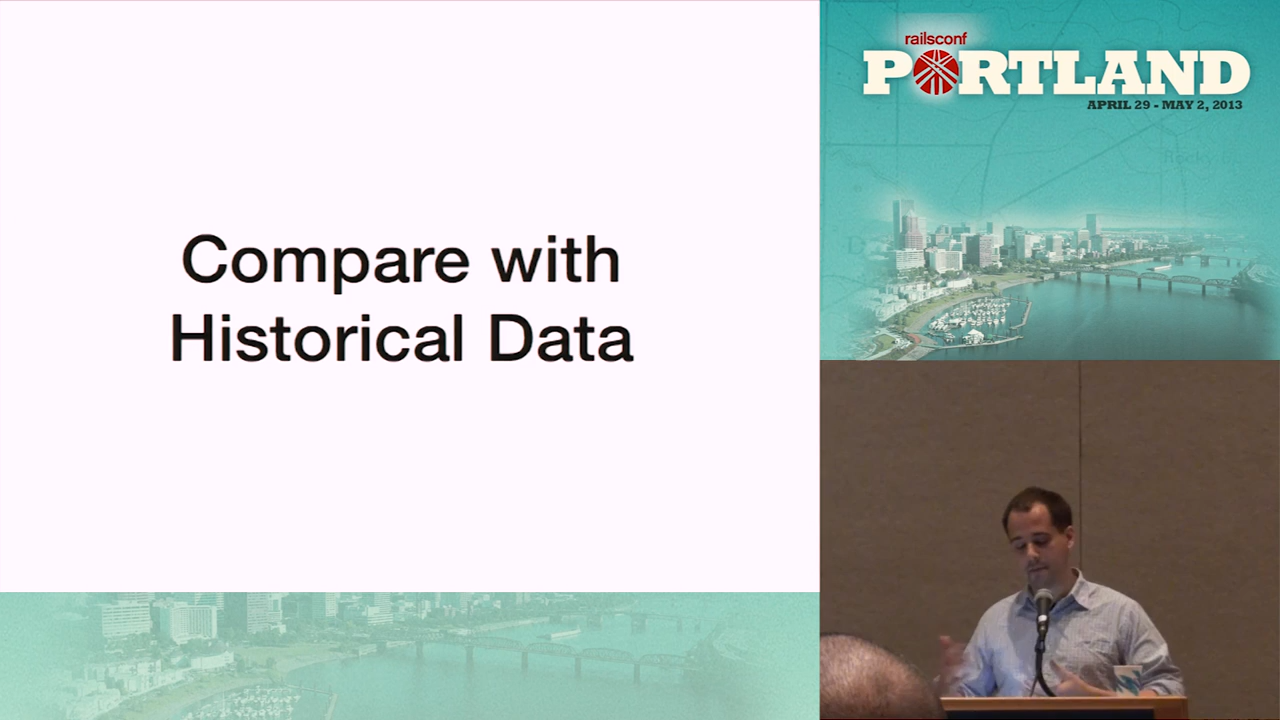 Compare with
Historical Data
railsconf
PORTLAND
APRIL 29 - MAY 2, 2013